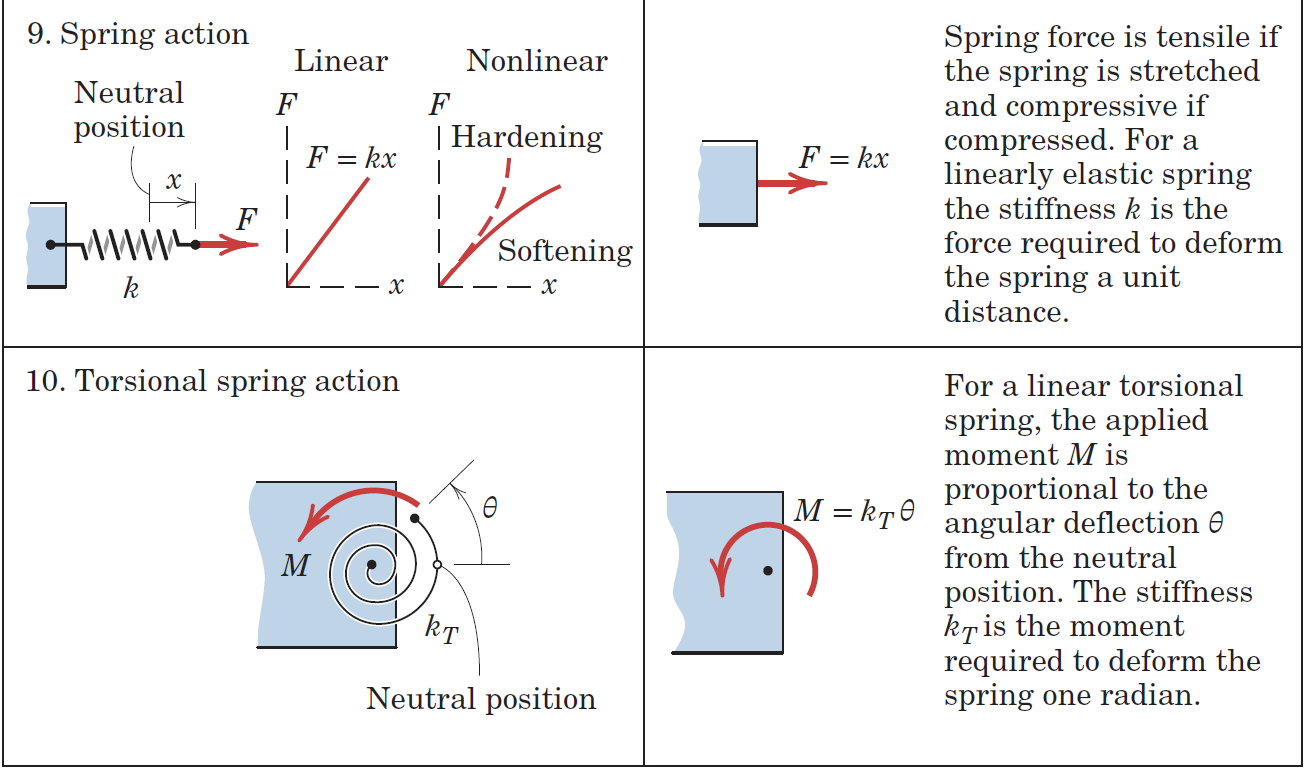 9. Spring action
Linear
Nonlinear
Neutral
position
F
F
Hardening
F = kx
x
F
Softening
k
x
x
F = kx
Spring force is tensile if
the spring is stretched
and compressive if
compressed. For a
linearly elastic spring
the stiffness k is the
force required to deform
the spring a unit
distance.
10. Torsional spring action
θ
M
kT
Neutral position
M = kT θ
For a linear torsional
spring, the applied
moment M is
proportional to the
angular deflection θ
from the neutral
position. The stiffness
kT is the moment
required to deform the
spring one radian.